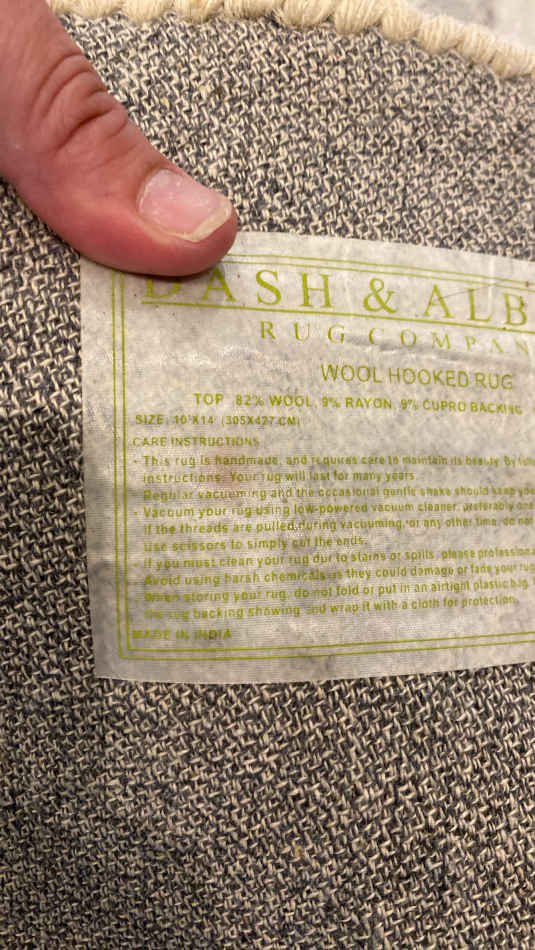 DASH & ALB
RUG COMPAN
WOOL HOOKED RUG
TOP 82% WOOL, 9% RAYON, 9% CUPRO BACKING
SIZE: 10'X14' (305X427 CM)
CARE INSTRUCTIONS
- This rug is handmade, and requires care to maintain its beauty. By foll
instructions. Your rug will last for many years.
Regular vacueming and the occasional gentle shake should keep yo
- Vacuum your rug using low-powered vacuum cleaner, preferably one
If the threads are pulled during vacuuming, or any other time, do not
use scissors to simply cut the ends.
If you must clean your rug dur to stains or spills, please profession
Avoid using harsh chemicals as they could damage or fade your rug
When storing your rug, do not fold or put in an airtight plastic bag.
the rug backing showing and wrap it with a cloth for protection.
MADE IN INDIA